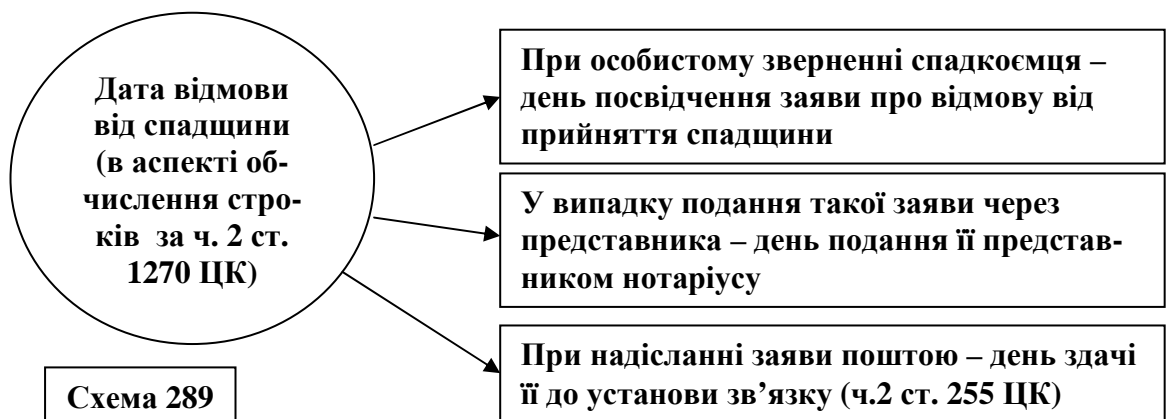 Дата відмови
від спадщини
(в аспекті об-
числення стро-
ків за ч. 2 ст.
1270 ЦК)
При особистому зверненні спадкоємця –
день посвідчення заяви про відмову від
прийняття спадщини
У випадку подання такої заяви через
представника – день подання її представ-
ником нотаріусу
При надісланні заяви поштою – день здачі
її до установи зв’язку (ч.2 ст. 255 ЦК)
Схема 289